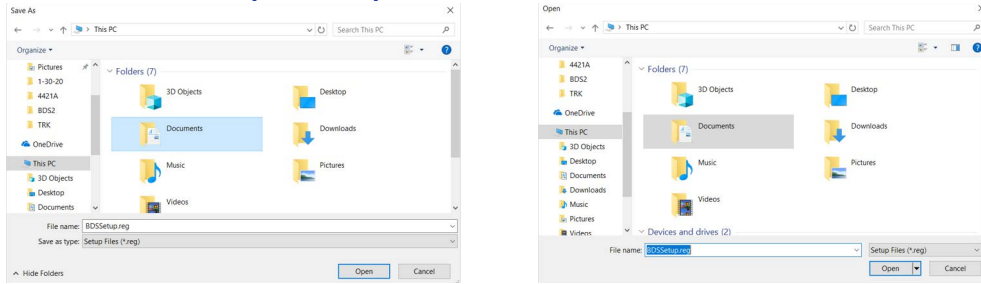 Save As
This PC
Search This PC
Organize
Pictures
1-30-20
4421A
BDS2
TRK
OneDrive
This PC
3D Objects
Desktop
Documents
Folders (7)
3D Objects
Desktop
Documents
Downloads
Music
Pictures
Videos
File name: BDSSetup.reg
Save as type: Setup Files (*.reg)
Hide Folders
Open
Cancel
Open
This PC
Search This PC
Organize
4421A
BDS2
TRK
OneDrive
This PC
3D Objects
Desktop
Documents
Downloads
Music
Pictures
Videos
Folders (7)
3D Objects
Desktop
Documents
Downloads
Music
Pictures
Videos
Devices and drives (2)
File name: BDSSetup.reg
Setup Files (*.reg)
Open
Cancel